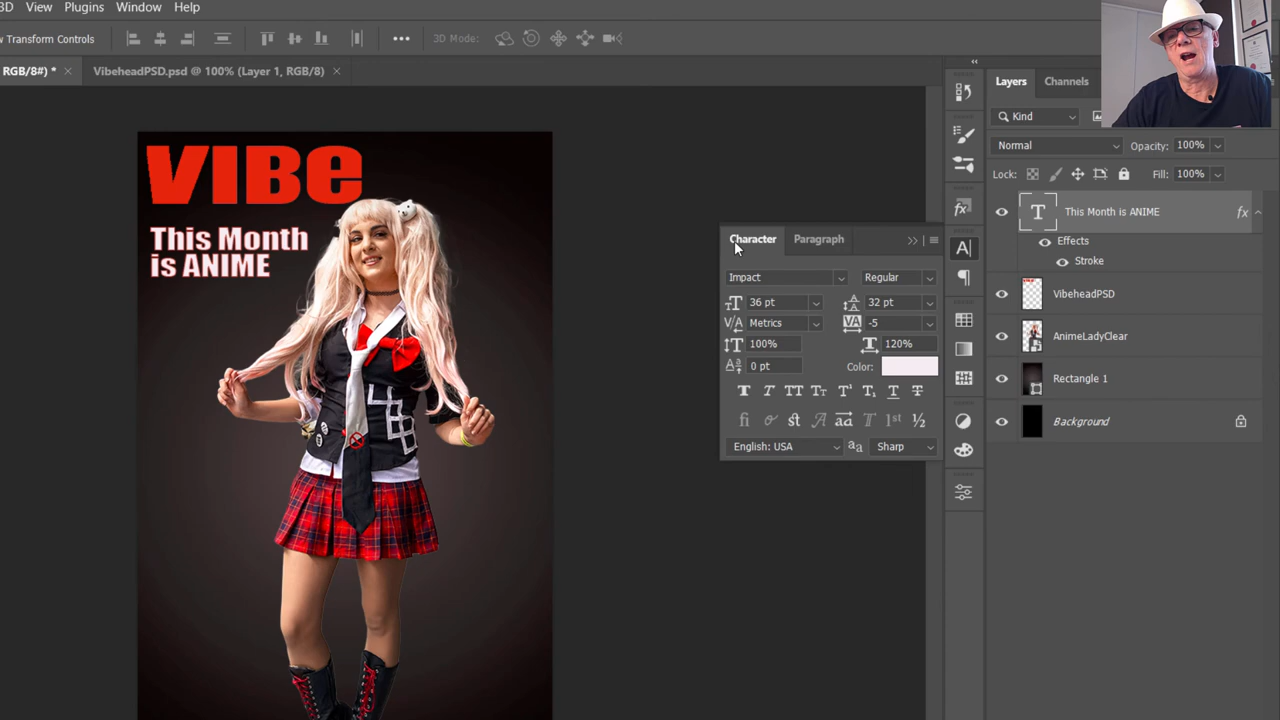 3D View Plugins Window Help
w Transform Controls
3D Mode:
RGB/8#) * × VibeheadPSD.psd @ 100% (Layer 1, RGB/8) ×
Layers Channels
Kind
Normal Opacity: 100%
Lock: Fill: 100%
This Month is ANIME fx
Effects
Stroke
VibeheadPSD
AnimeLadyClear
Rectangle 1
Background
Character Paragraph
Impact Regular
36 pt 32 pt
Metrics -5
100% 120%
0 pt Color:
English: USA Sharp
VIBe
This Month
is ANIME